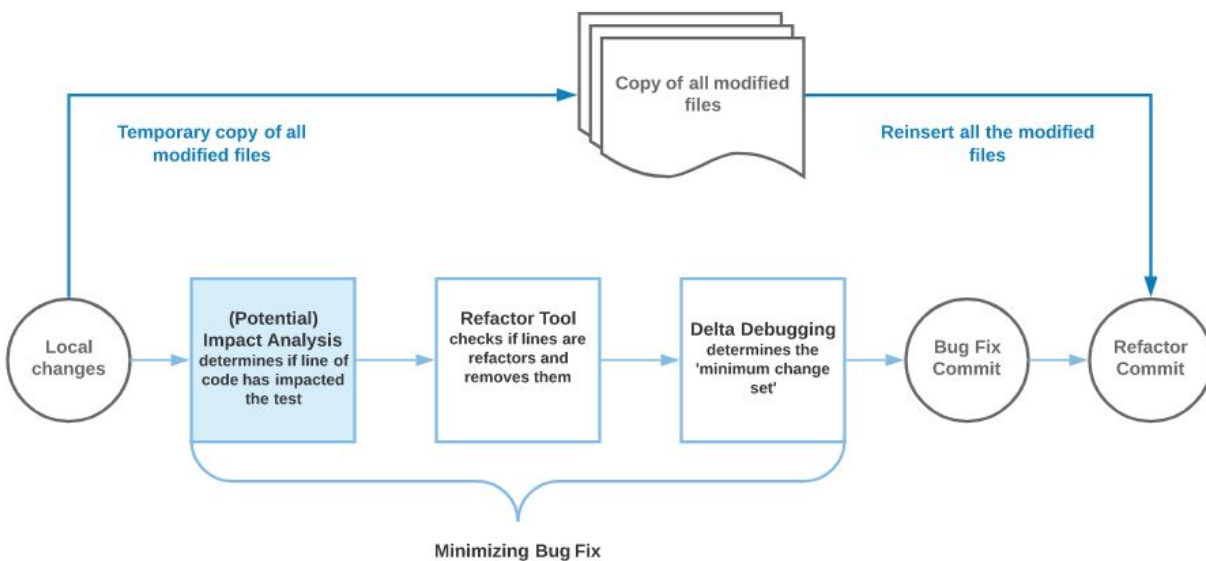 Copy of all modified
files
Temporary copy of all
modified files
Reinsert all the modified
files
Local
changes
(Potential)
Impact Analysis
determines if line of
code has impacted
the test
Refactor Tool
checks if lines are
refactors and
removes them
Delta Debugging
determines the
'minimum change
set'
Bug Fix
Commit
Refactor
Commit
Minimizing Bug Fix